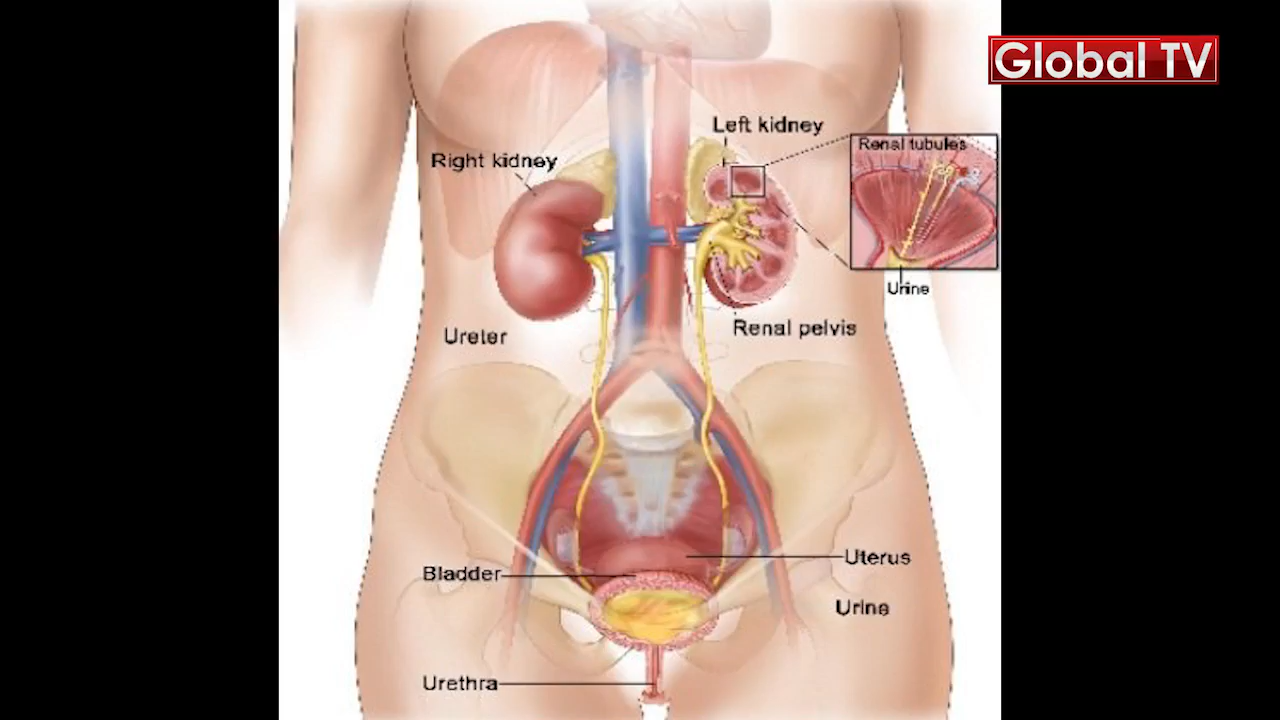 Global TV
Left kidney
Right kidney
Renal tubules
Urine
Renal pelvis
Ureter
Uterus
Bladder
Urine
Urethra